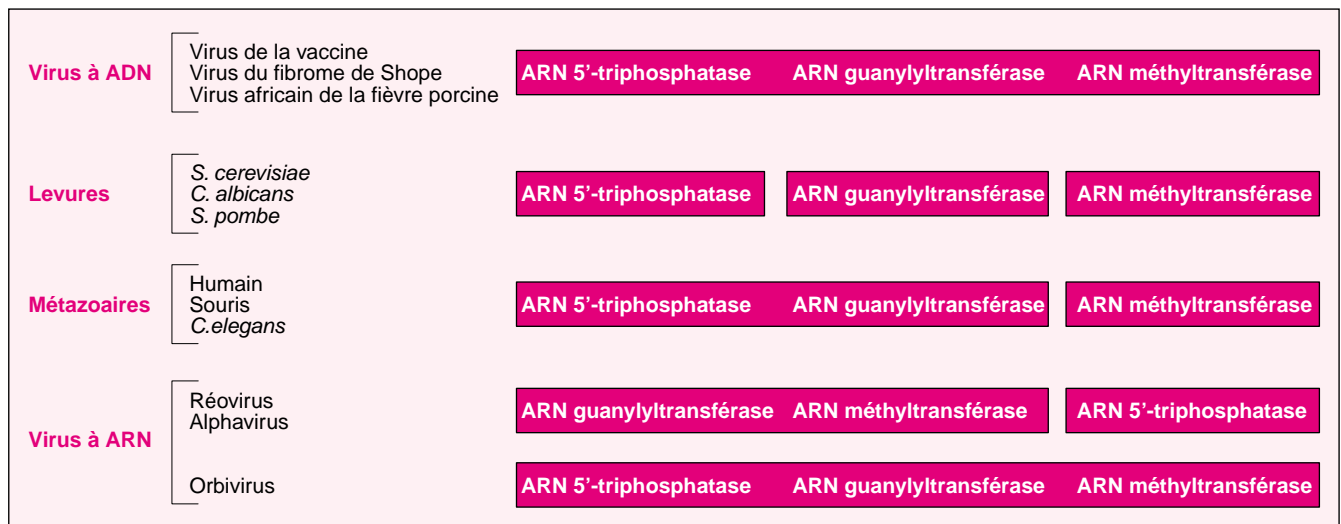 Virus à ADN
Virus de la vaccine
Virus du fibrome de Shope
Virus africain de la fièvre porcine
ARN 5’-triphosphatase ARN guanylyltransférase ARN méthyltransférase
Levures
S. cerevisiae
C. albicans
S. pombe
ARN 5’-triphosphatase ARN guanylyltransférase ARN méthyltransférase
Métazoaires
Humain
Souris
C.elegans
ARN 5’-triphosphatase ARN guanylyltransférase ARN méthyltransférase
Virus à ARN
Réovirus
Alphavirus
ARN guanylyltransférase ARN méthyltransférase ARN 5’-triphosphatase
Orbivirus
ARN 5’-triphosphatase ARN guanylyltransférase ARN méthyltransférase